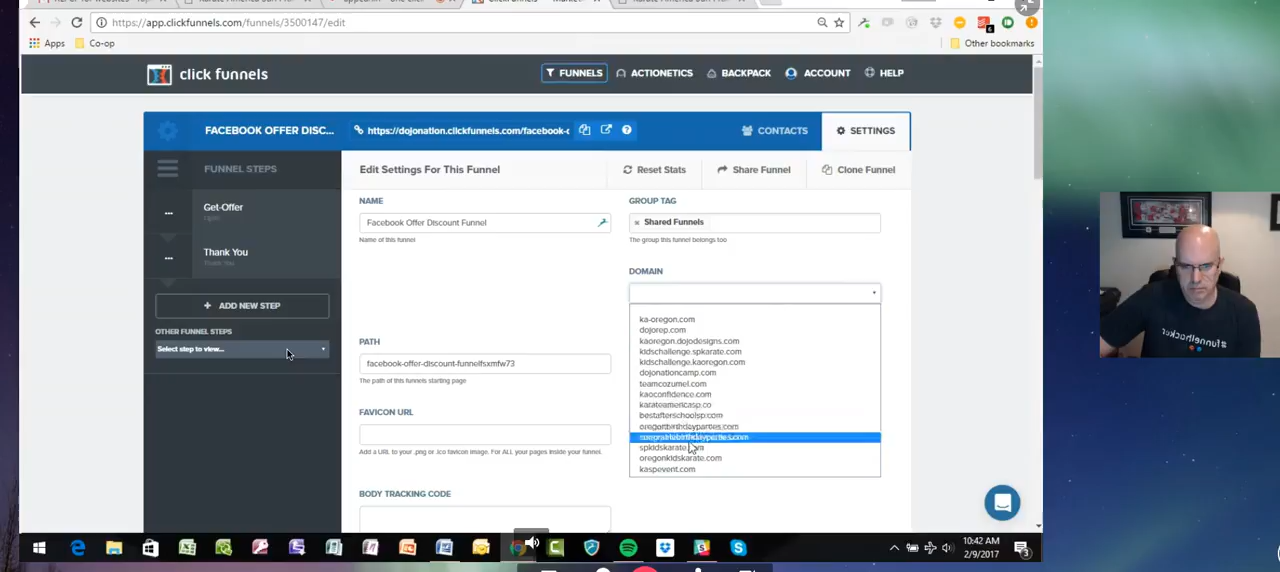 https://app.clickfunnels.com/funnels/3500147/edit
Apps
Co-op
Other bookmarks
click funnels
FUNNELS
ACTIONETICS
BACKPACK
ACCOUNT
HELP
FACEBOOK OFFER DISC...
https://dojonation.clickfunnels.com/facebook-c
CONTACTS
SETTINGS
FUNNEL STEPS
Edit Settings For This Funnel
Reset Stats
Share Funnel
Clone Funnel
Get-Offer
Thank You
Thank You
+ ADD NEW STEP
OTHER FUNNEL STEPS
Select step to view...
NAME
Facebook Offer Discount Funnel
Name of this funnel
GROUP TAG
Shared Funnels
The group this funnel belongs too
DOMAIN
ka-oregon.com
dojorep.com
kaoregon.dojodesigns.com
kidschallenge.spkarate.com
kidschallenge.kaoregon.com
dojonationcamp.com
teamcozumel.com
kaoconfidence.com
karateamericasp.co
bestafterschoolsp.com
oregonbirthdayparties.com
oregonkidskarate.com
kaspevent.com
PATH
facebook-offer-discount-funnelfsxmfw73
The path of this funnels starting page
FAVICON URL
Add a URL to your .png or .ico favicon image. For ALL your pages inside your funnel.
BODY TRACKING CODE
10:42 AM
2/9/2017
#funnelhacker